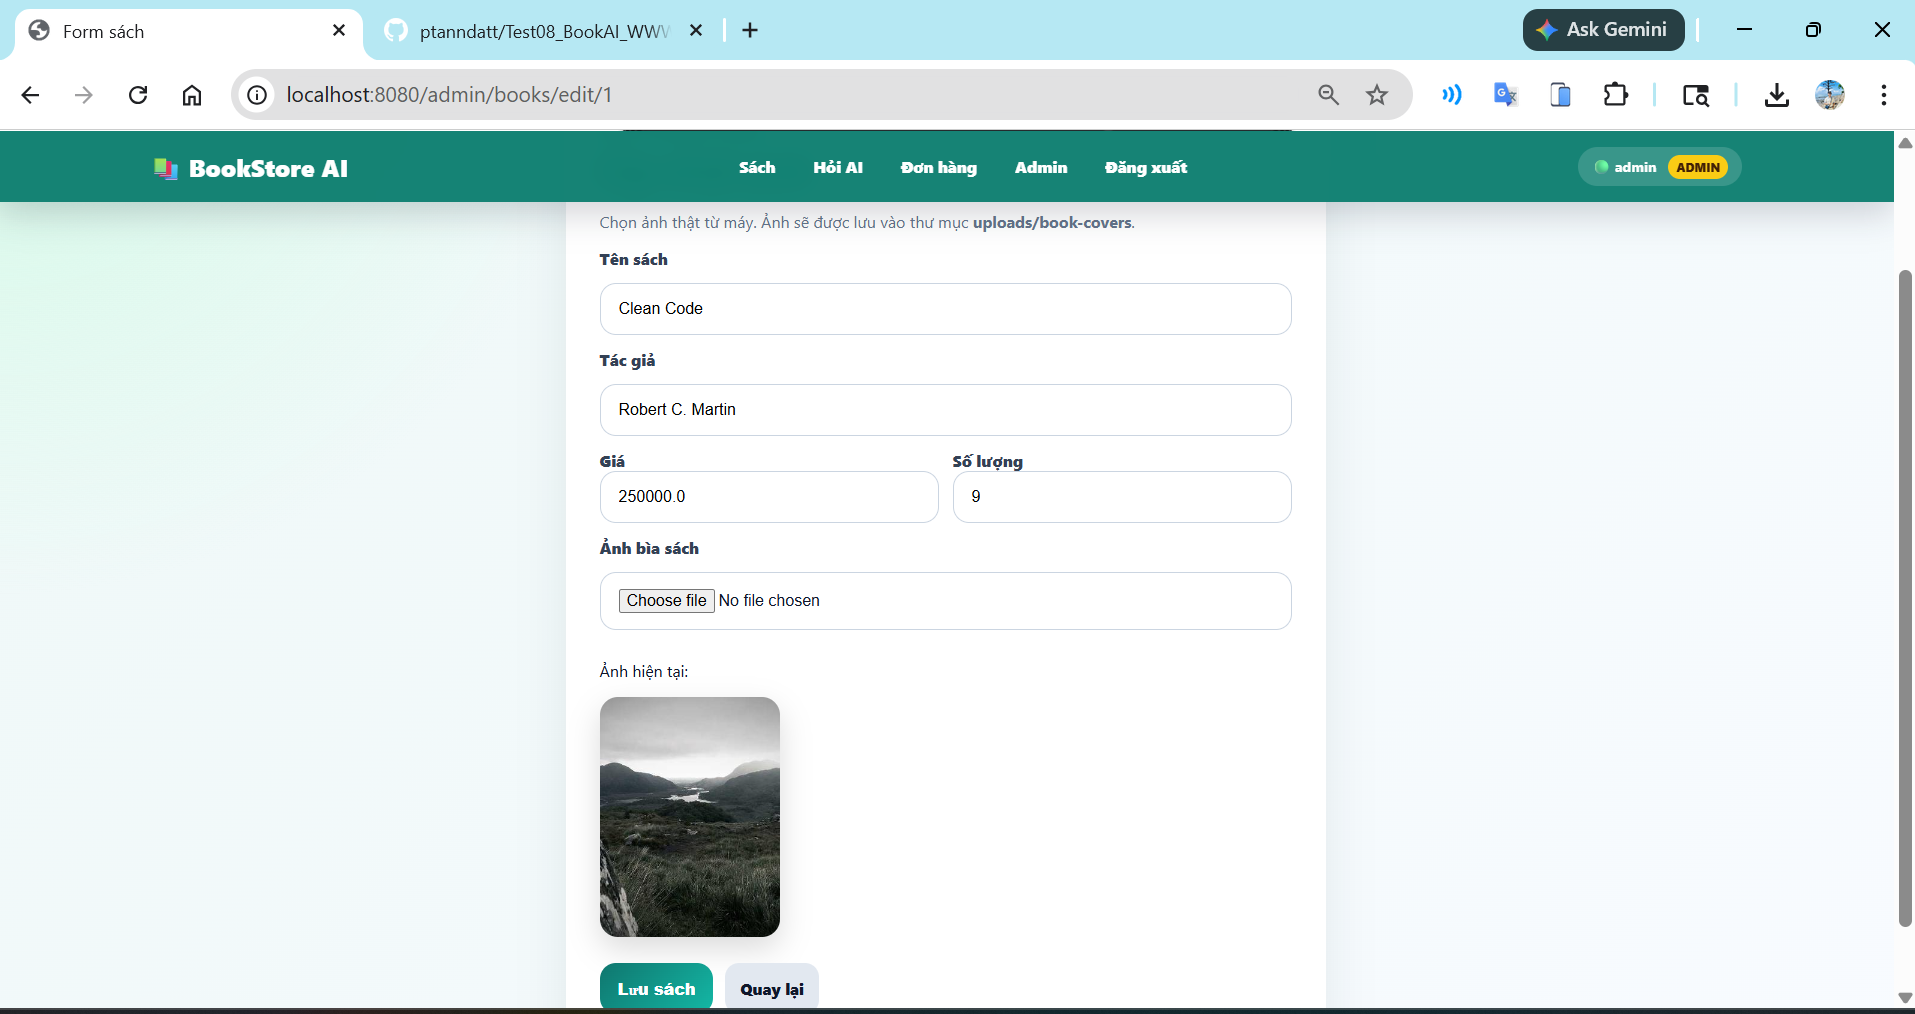 Form sách
ptanndatt/Test08_BookAI_WWW
Ask Gemini
localhost:8080/admin/books/edit/1
BookStore AI
Sách
Hỏi AI
Đơn hàng
Admin
Đăng xuất
admin
ADMIN
Chọn ảnh thật từ máy. Ảnh sẽ được lưu vào thư mục uploads/book-covers.
Tên sách
Clean Code
Tác giả
Robert C. Martin
Giá
Số lượng
250000.0
9
Ảnh bìa sách
Choose file No file chosen
Ảnh hiện tại:
Lưu sách
Quay lại